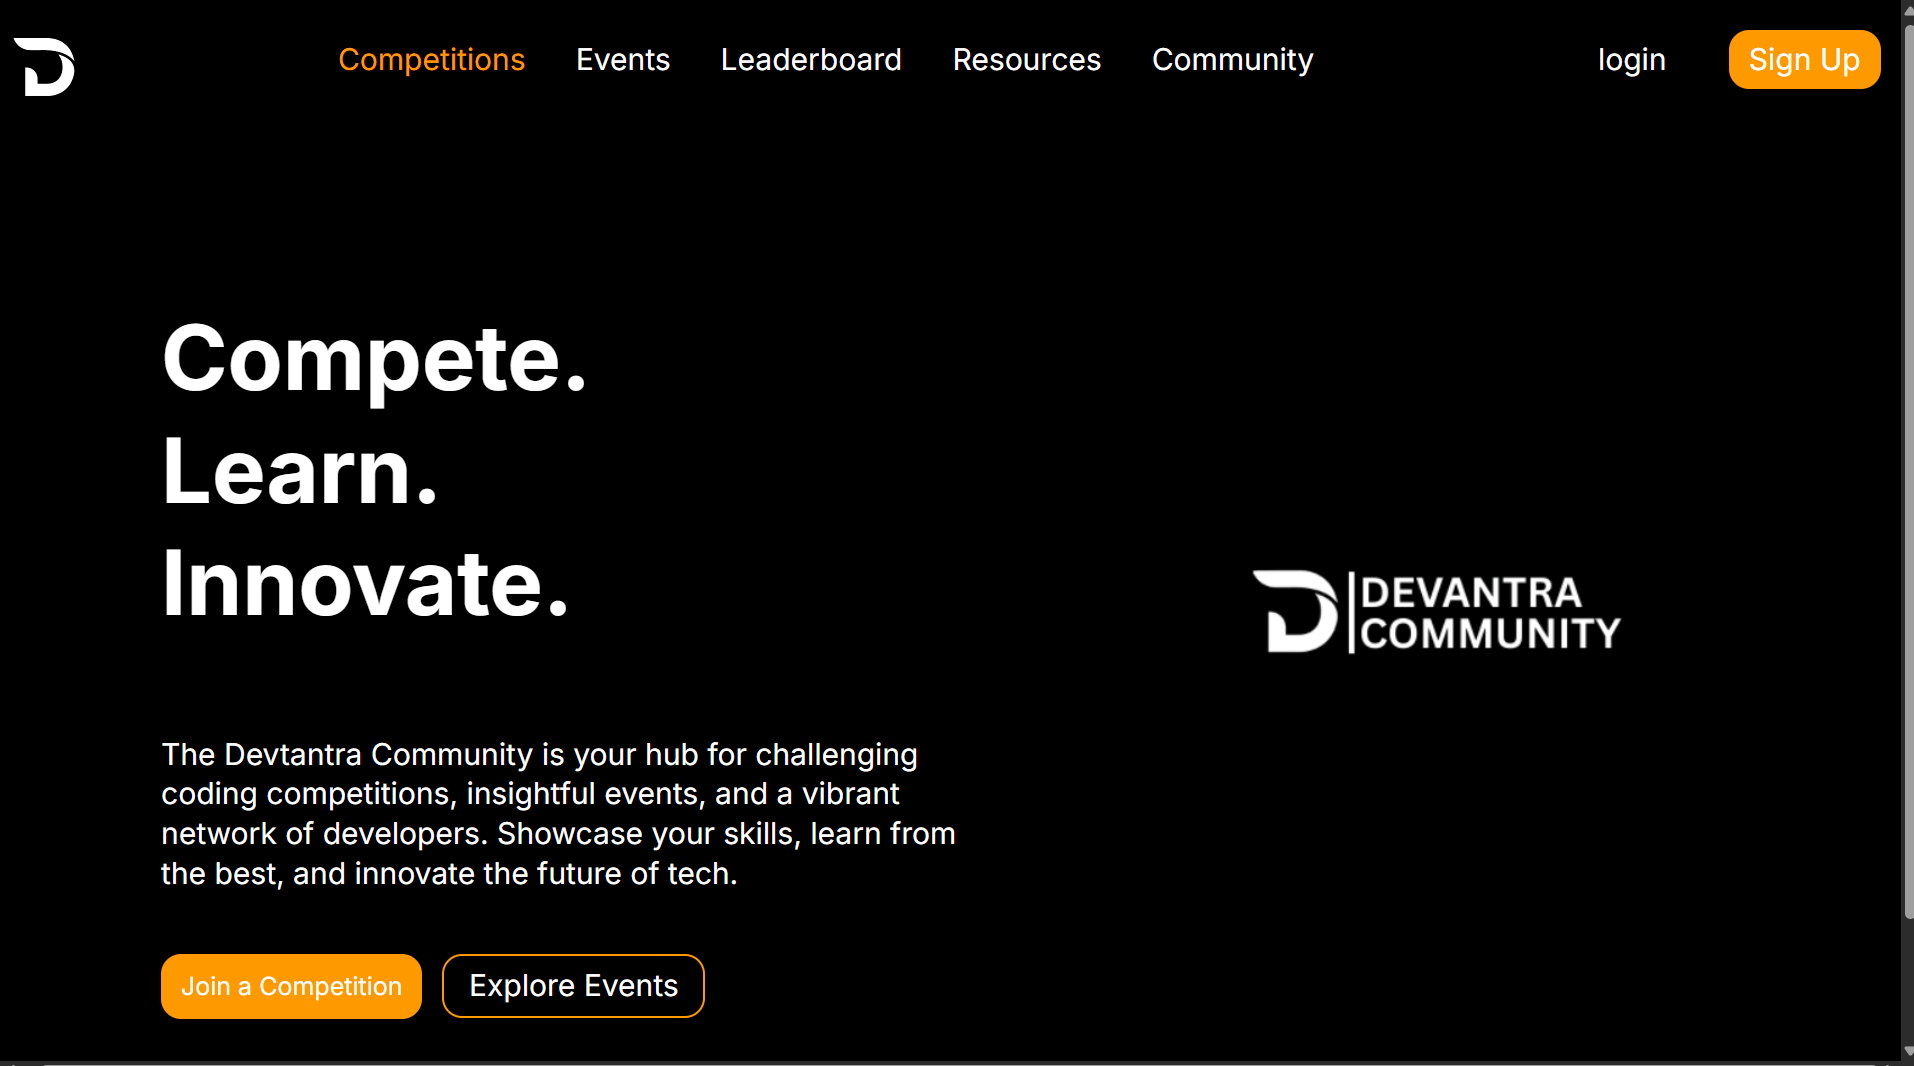 Competitions Events Leaderboard Resources Community login Sign Up
Compete.
Learn.
Innovate.
DEVANTRA
COMMUNITY
The Devtantra Community is your hub for challenging
coding competitions, insightful events, and a vibrant
network of developers. Showcase your skills, learn from
the best, and innovate the future of tech.
Join a Competition Explore Events